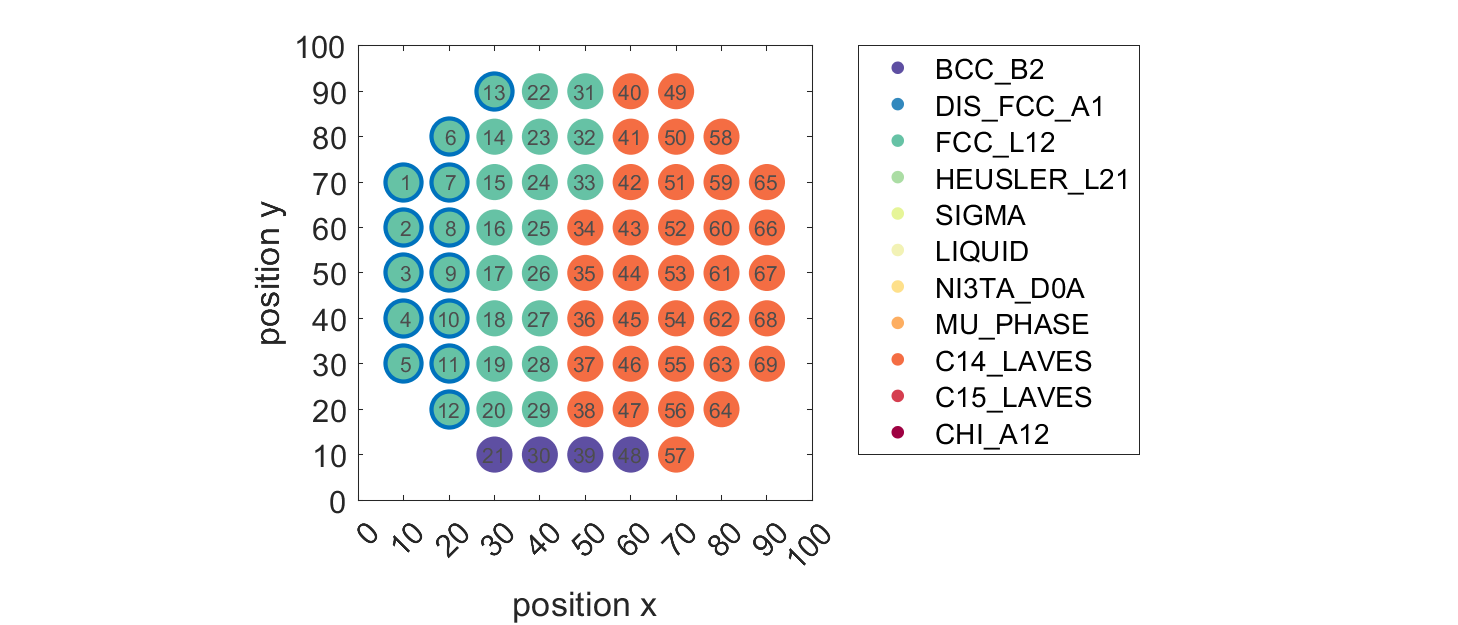 100
90
80
70
60
50
40
30
20
10
0
position y
13 22 31 40 49
6 14 23 32 41 50 58
1 7 15 24 33 42 51 59 65
2 8 16 25 34 43 52 60 66
3 9 17 26 35 44 53 61 67
4 10 18 27 36 45 54 62 68
5 11 19 28 37 46 55 63 69
12 20 29 38 47 56 64
21 30 39 48 57
0 10 20 30 40 50 60 70 80 90 100
position x
BCC_B2
DIS_FCC_A1
FCC_L12
HEUSLER_L21
SIGMA
LIQUID
NI3TA_D0A
MU_PHASE
C14_LAVES
C15_LAVES
CHI_A12